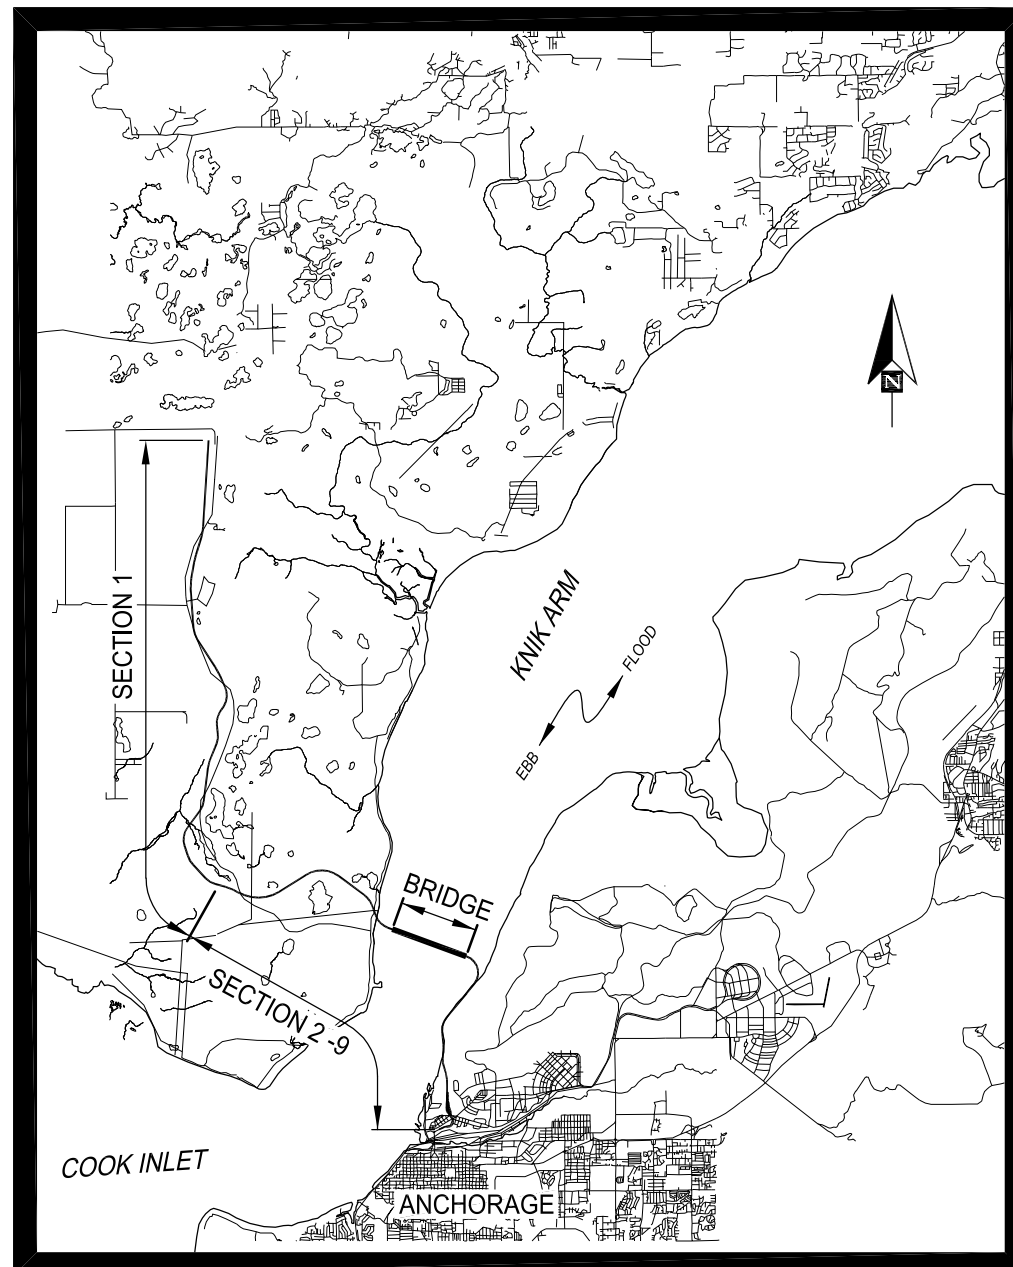 N
SECTION 1
KNIK ARM
FLOOD
EBB
BRIDGE
SECTION 2 -9
COOK INLET
ANCHORAGE